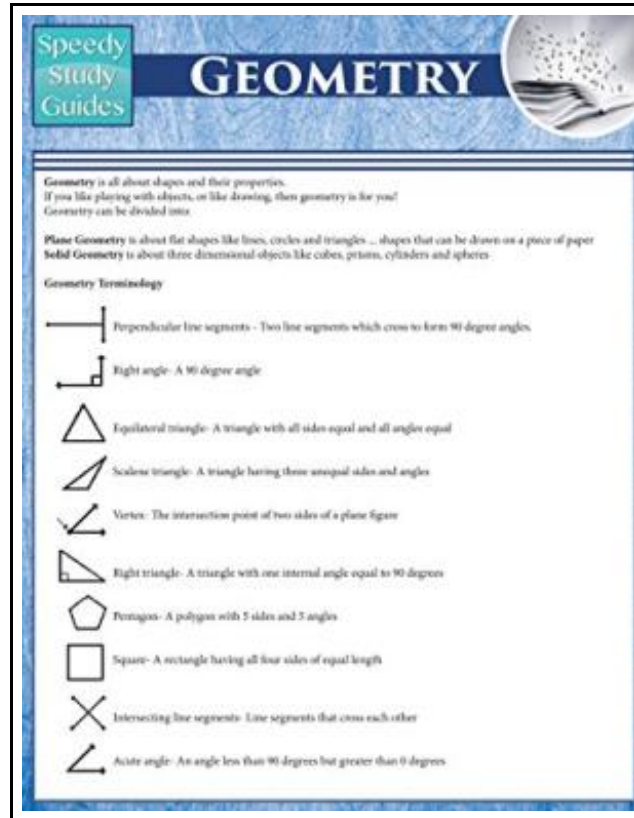 Speedy
Study
Guides
GEOMETRY
Geometry is all about shapes and their properties.
If you like playing with objects, or like drawing, then geometry is for you!
Geometry can be divided into:
Plane Geometry is about flat shapes like lines, circles and triangles ... shapes that can be drawn on a piece of paper
Solid Geometry is about three dimensional objects like cubes, prisms, cylinders and spheres
Geometry Terminology
Perpendicular line segments - Two line segments which cross to form 90 degree angles.
Right angle- A 90 degree angle
Equilateral triangle- A triangle with all sides equal and all angles equal
Scalene triangle- A triangle having three unequal sides and angles
Vertex- The intersection point of two sides of a plane figure
Right triangle- A triangle with one internal angle equal to 90 degrees
Pentagon- A polygon with 5 sides and 5 angles
Square- A rectangle having all four sides of equal length
Intersecting line segments- Line segments that cross each other
Acute angle- An angle less than 90 degrees but greater than 0 degrees